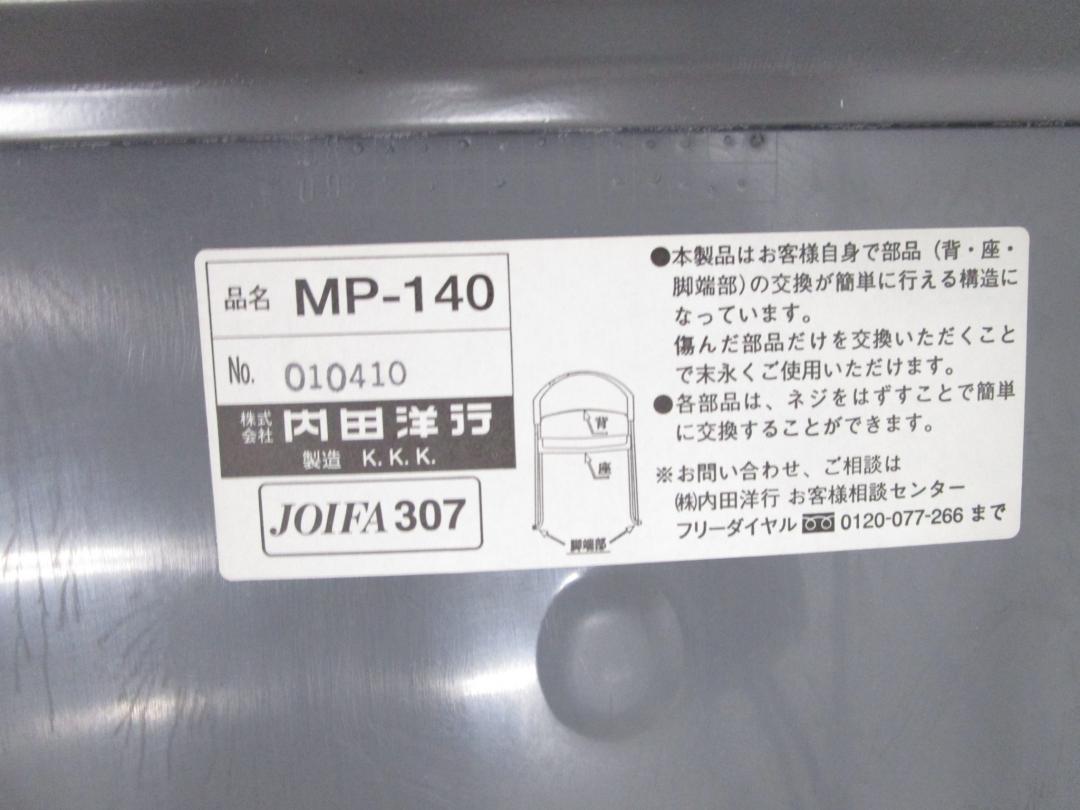 品名 MP-140
No. 010410
株式会社 内田洋行
製造 K.K.K.
JOIFA 307
背
座
脚端部
●本製品はお客様自身で部品（背・座・
脚端部）の交換が簡単に行える構造に
なっています。
傷んだ部品だけを交換いただくこと
で末永くご使用いただけます。
●各部品は、ネジをはずすことで簡単
に交換することができます。
※お問い合わせ、ご相談は
㈱内田洋行 お客様相談センター
フリーダイヤル 0120-077-266 まで